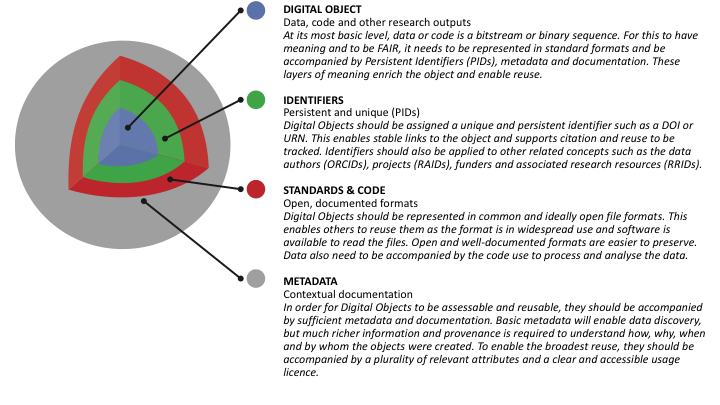 DIGITAL OBJECT
Data, code and other research outputs
At its most basic level, data or code is a bitstream or binary sequence. For this to have
meaning and to be FAIR, it needs to be represented in standard formats and be
accompanied by Persistent Identifiers (PIDs), metadata and documentation. These
layers of meaning enrich the object and enable reuse.
IDENTIFIERS
Persistent and unique (PIDs)
Digital Objects should be assigned a unique and persistent identifier such as a DOI or
URN. This enables stable links to the object and supports citation and reuse to be
tracked. Identifiers should also be applied to other related concepts such as the data
authors (ORCIDs), projects (RAIDs), funders and associated research resources (RRIDs).
STANDARDS & CODE
Open, documented formats
Digital Objects should be represented in common and ideally open file formats. This
enables others to reuse them as the format is in widespread use and software is
available to read the files. Open and well-documented formats are easier to preserve.
Data also need to be accompanied by the code use to process and analyse the data.
METADATA
Contextual documentation
In order for Digital Objects to be assessable and reusable, they should be accompanied
by sufficient metadata and documentation. Basic metadata will enable data discovery,
but much richer information and provenance is required to understand how, why, when
and by whom the objects were created. To enable the broadest reuse, they should be
accompanied by a plurality of relevant attributes and a clear and accessible usage
licence.